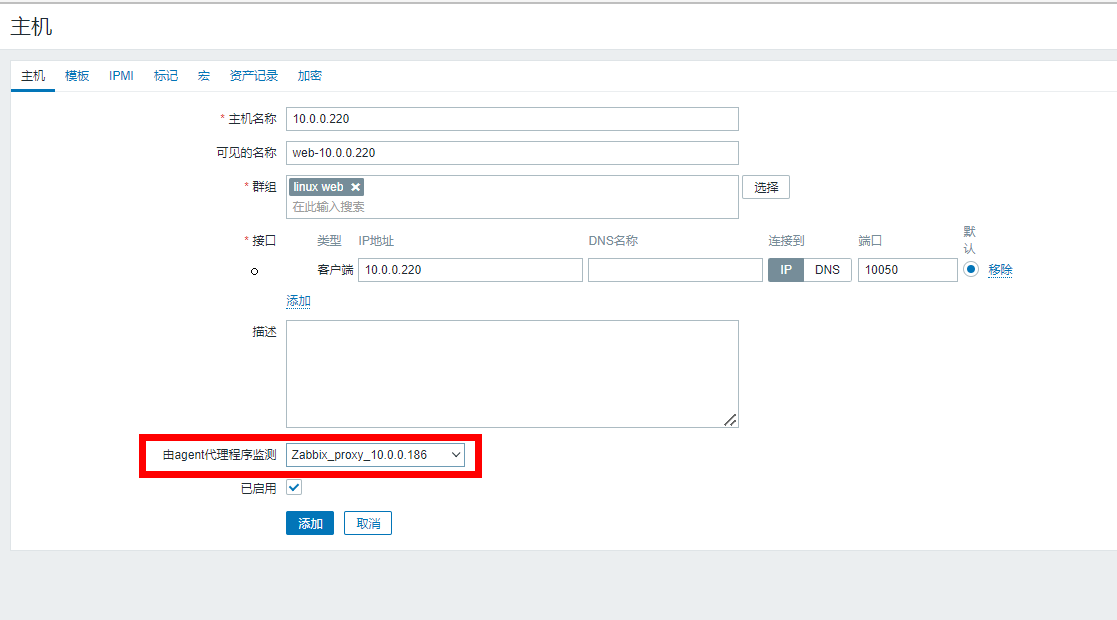 主机
主机 模板 IPMI 标记 宏 资产记录 加密
* 主机名称 10.0.0.220
可见的名称 web-10.0.0.220
* 群组 linux web 选择
在此输入搜索
* 接口 类型 IP地址 DNS名称 连接到 端口 默认
客户端 10.0.0.220 IP DNS 10050 移除
添加
描述
由agent代理程序监测 Zabbix_proxy_10.0.0.186
已启用
添加 取消